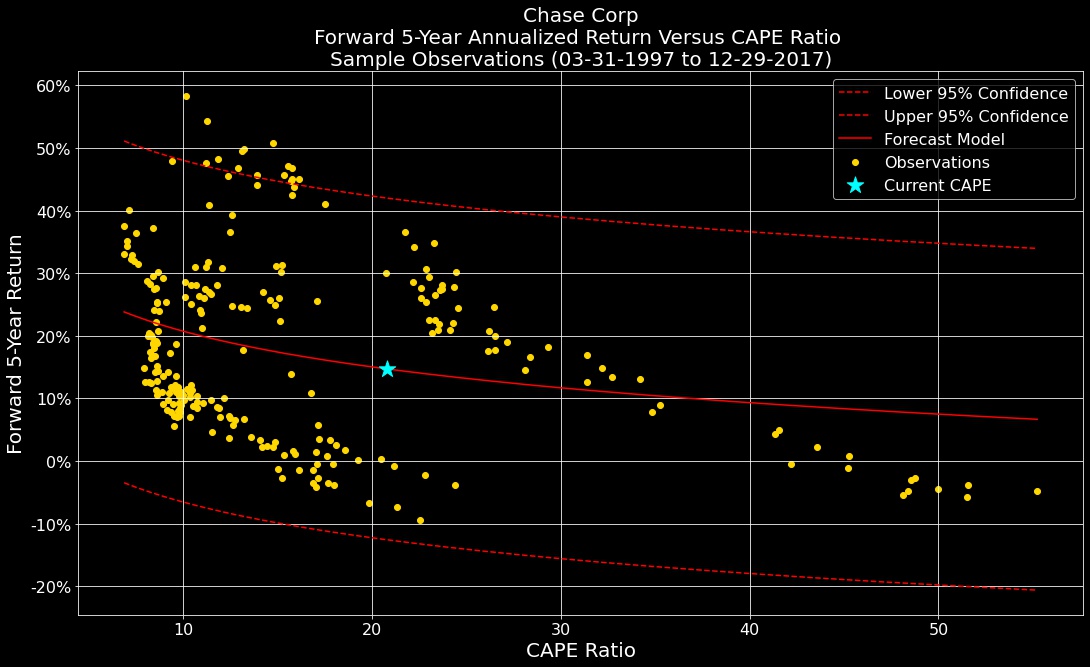 Chase Corp
Forward 5-Year Annualized Return Versus CAPE Ratio
Sample Observations (03-31-1997 to 12-29-2017)
Lower 95% Confidence
Upper 95% Confidence
Forecast Model
Observations
Current CAPE
Forward 5-Year Return
60%
50%
40%
30%
20%
10%
0%
-10%
-20%
10 20 30 40 50
CAPE Ratio